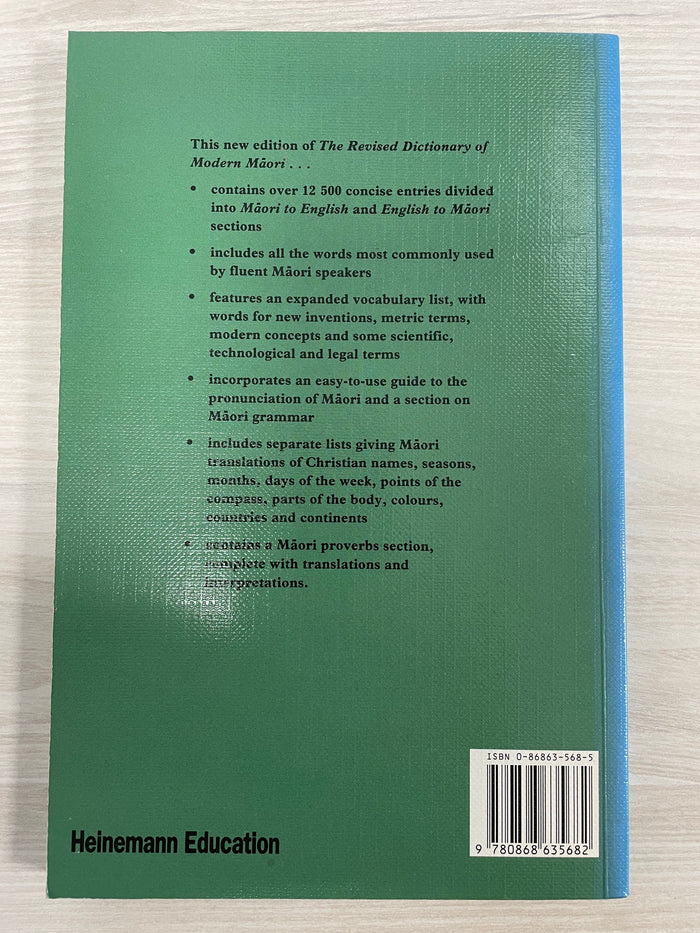 This new edition of The Revised Dictionary of
Modern Māori . . .
• contains over 12 500 concise entries divided
into Māori to English and English to Māori
sections
• includes all the words most commonly used
by fluent Māori speakers
• features an expanded vocabulary list, with
words for new inventions, metric terms,
modern concepts and some scientific,
technological and legal terms
• incorporates an easy-to-use guide to the
pronunciation of Māori and a section on
Māori grammar
• includes separate lists giving Māori
translations of Christian names, seasons,
months, days of the week, points of the
compass, parts of the body, colours,
countries and continents
• contains a Māori proverbs section,
complete with translations and
interpretations.
ISBN 0-86863-568-5
9 780868 635682
Heinemann Education